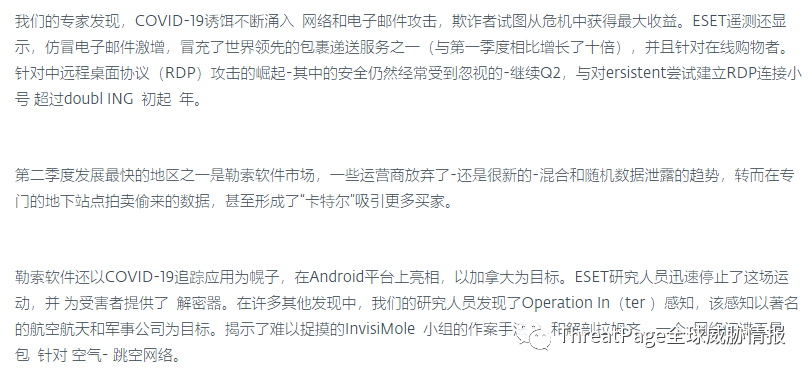 我们的专家发现，COVID-19诱饵不断涌入 网络和电子邮件攻击，欺诈者试图从危机中获得最大收益。ESET遥测还显
示，仿冒电子邮件激增，冒充了世界领先的包裹递送服务之一（与第一季度相比增长了十倍），并且针对在线购物者。
针对中远程桌面协议（RDP）攻击的崛起-其中的安全仍然经常受到忽视的-继续Q2，与对ersistent尝试建立RDP连接小
号 超过doubl ING 初起 年。
第二季度发展最快的地区之一是勒索软件市场，一些运营商放弃了-还是很新的-混合和随机数据泄露的趋势，转而在专
门的地下站点拍卖偷来的数据，甚至形成了“卡特尔”吸引更多买家。
勒索软件还以COVID-19追踪应用为幌子，在Android平台上亮相，以加拿大为目标。ESET研究人员迅速停止了这场运
动，并 为受害者提供了 解密器。在许多其他发现中，我们的研究人员发现了Operation In（ter ）感知，该感知以著名
的航空航天和军事公司为目标。揭示了难以捉摸的InvisiMole 小组的作案手 和解剖拉姆齐 一个
包 针对 空气- 跳空网络。
ThreatPage全球威胁情报